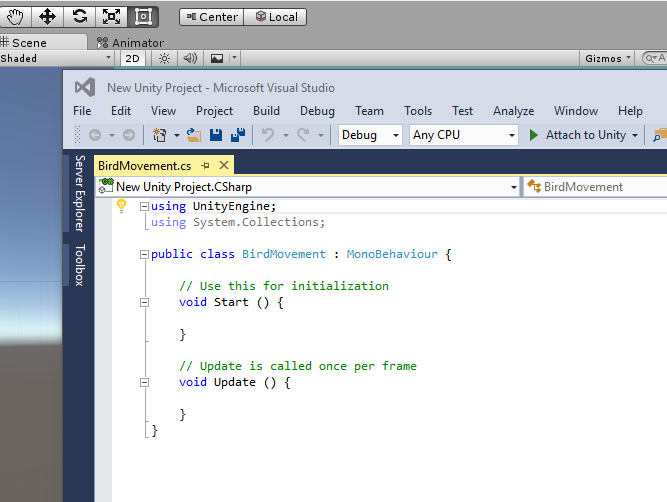 Center Local
Scene Animator
Shaded 2D Gizmos A
New Unity Project - Microsoft Visual Studio
File Edit View Project Build Debug Team Tools Test Analyze Window Help
Debug Any CPU Attach to Unity
BirdMovement.cs
New Unity Project.CSharp BirdMovement
Server Explorer
Toolbox
using UnityEngine;
using System.Collections;
public class BirdMovement : MonoBehaviour {
// Use this for initialization
void Start () {
}
// Update is called once per frame
void Update () {
}
}